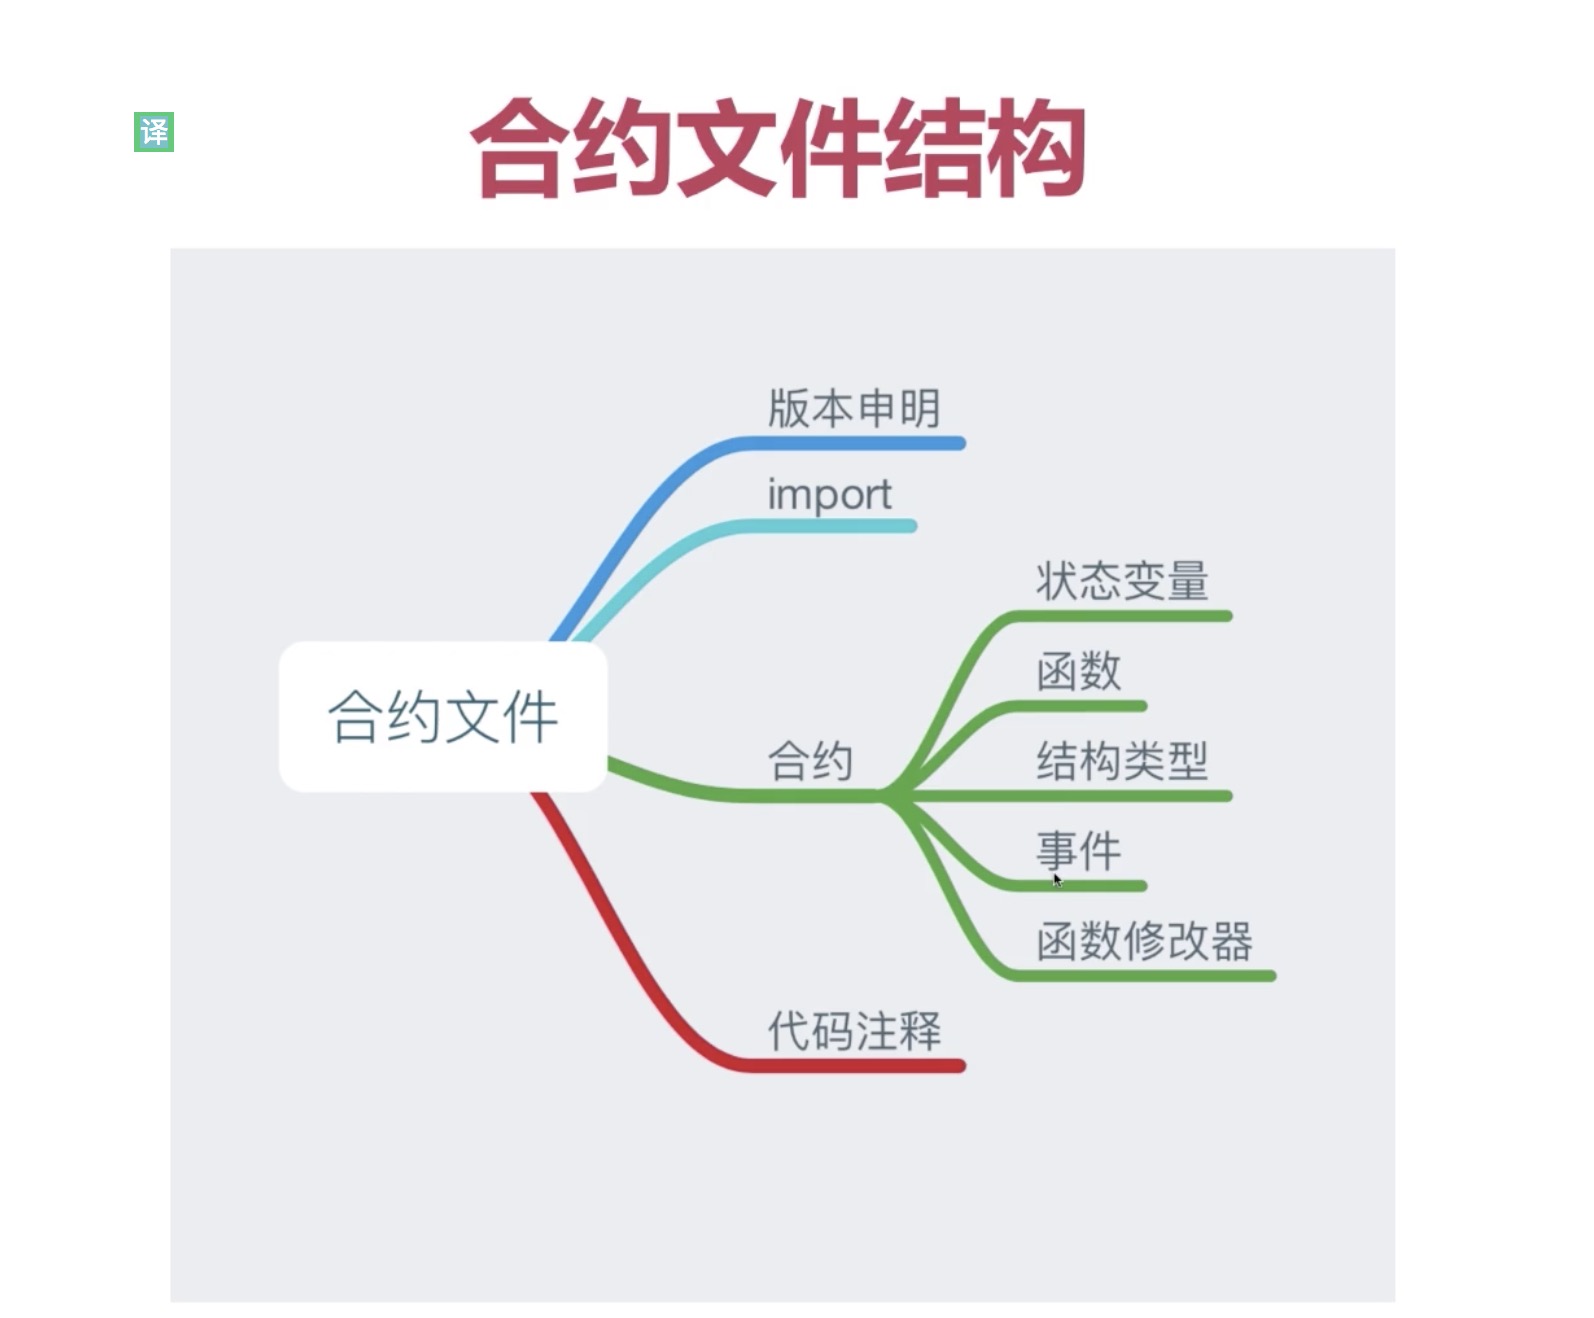 译
合约文件结构
版本申明
import
状态变量
函数
合约文件
合约
结构类型
事件
函数修改器
代码注释